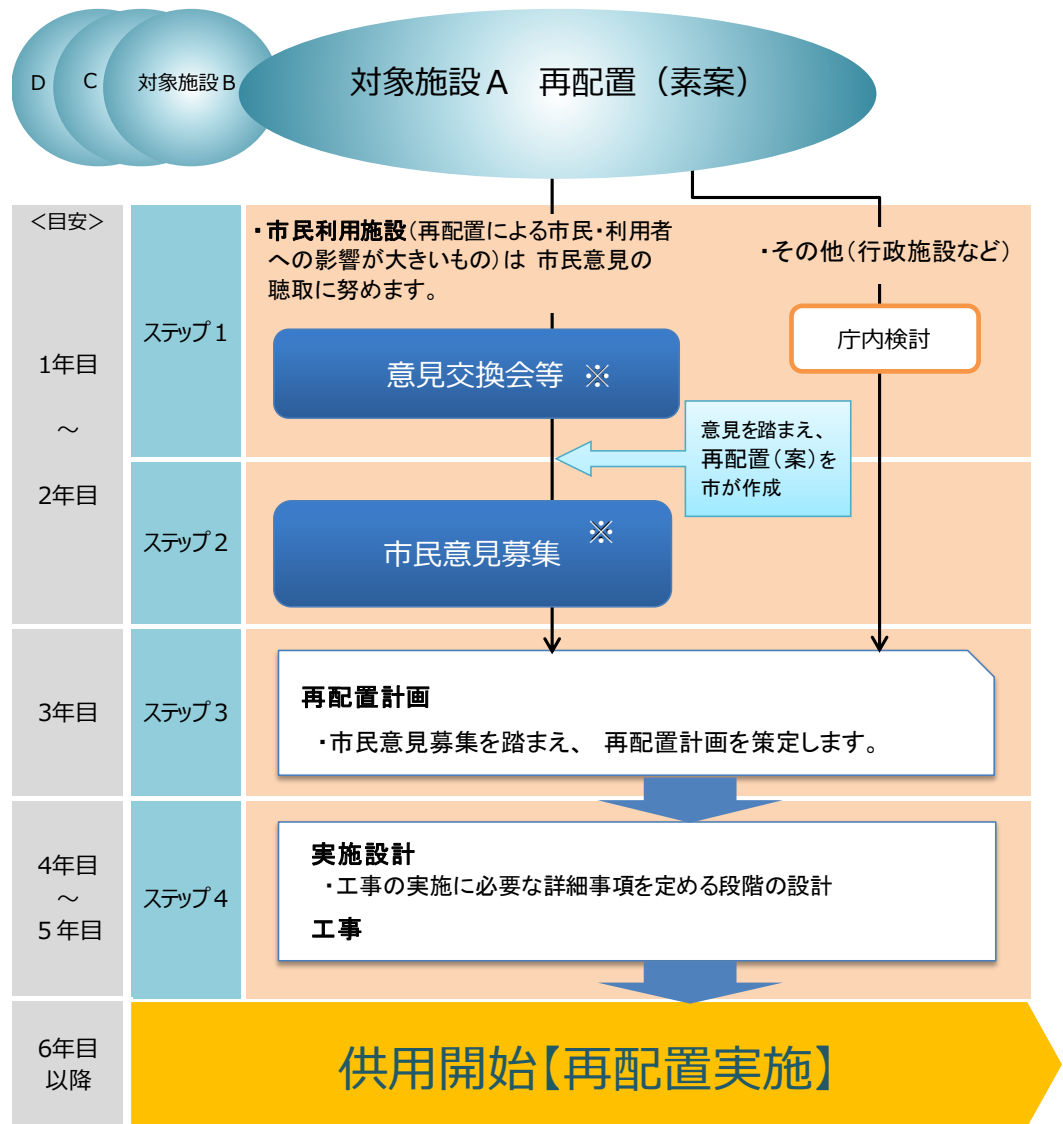 D
C
対象施設B
対象施設A　再配置（素案）
＜目安＞
1年目
～
2年目
ステップ1
・市民利用施設(再配置による市民・利用者
への影響が大きいもの)は 市民意見の
聴取に努めます。
・その他(行政施設など)
意見交換会等 ※
庁内検討
意見を踏まえ、
再配置(案)を
市が作成
ステップ2
市民意見募集 ※
3年目
ステップ3
再配置計画
・市民意見募集を踏まえ、 再配置計画を策定します。
4年目
～
5年目
ステップ4
実施設計
・工事の実施に必要な詳細事項を定める段階の設計
工事
6年目
以降
供用開始【再配置実施】